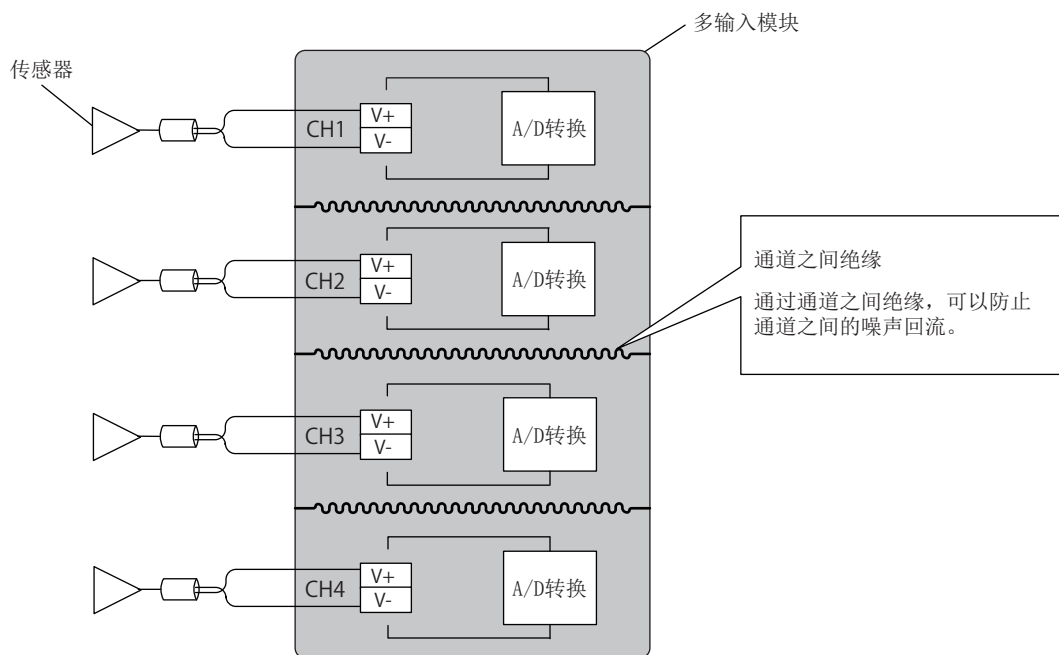 多输入模块
传感器
CH1
V+
V-
A/D转换
CH2
V+
V-
A/D转换
通道之间绝缘
通过通道之间绝缘，可以防止
通道之间的噪声回流。
CH3
V+
V-
A/D转换
CH4
V+
V-
A/D转换